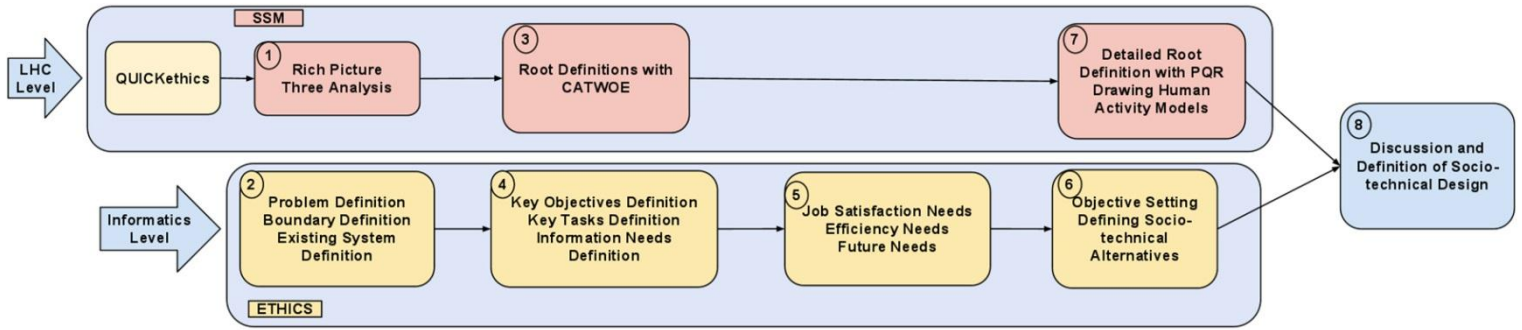 SSM
LHC
Level
QUICKethics
1
Rich Picture
Three Analysis
3
Root Definitions with
CATWOE
7
Detailed Root
Definition with PQR
Drawing Human
Activity Models
8
Discussion and
Definition of Socio-
technical Design
Informatics
Level
2
Problem Definition
Boundary Definition
Existing System
Definition
4
Key Objectives Definition
Key Tasks Definition
Information Needs
Definition
5
Job Satisfaction Needs
Efficiency Needs
Future Needs
6
Objective Setting
Defining Socio-
technical
Alternatives
ETHICS